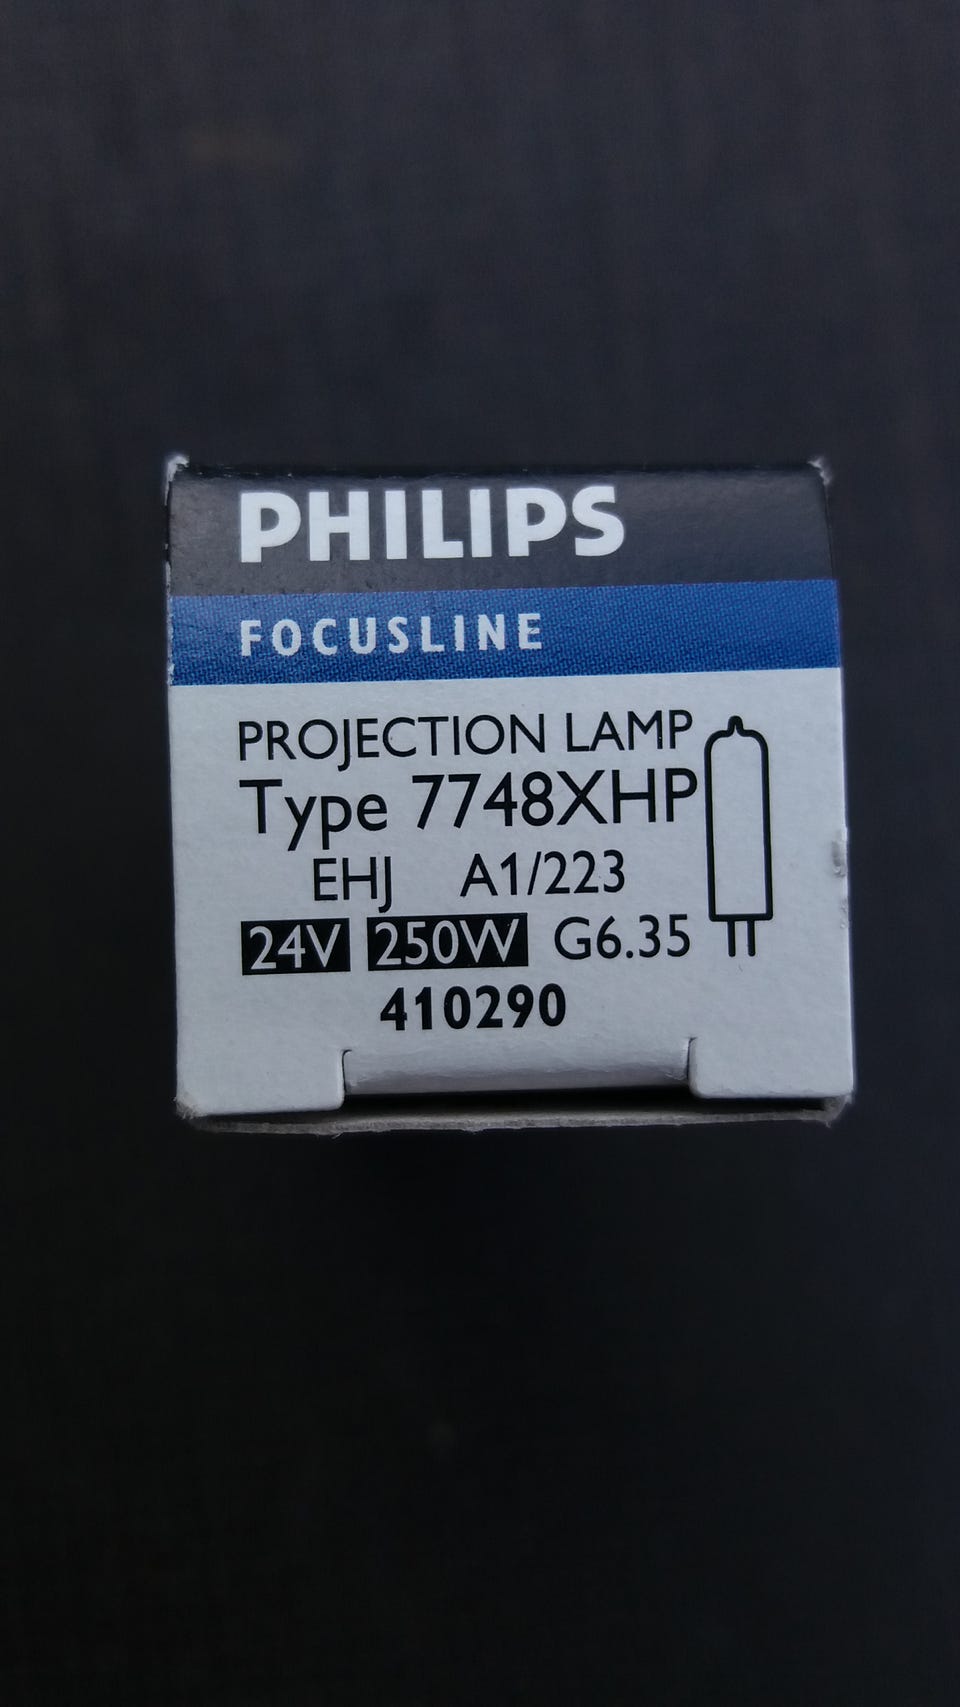 PHILIPS
FOCUSLINE
PROJECTION LAMP
Type 7748XHP
EHJ A1/223
24V 250W G6.35
410290